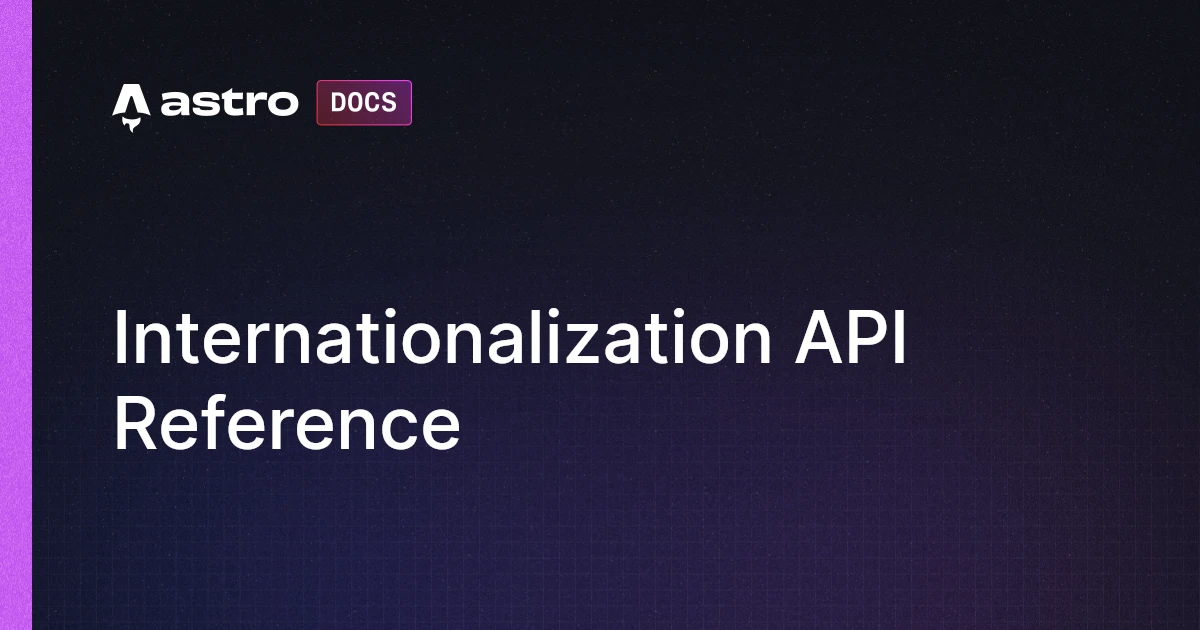 astro DOCS
Internationalization API
Reference